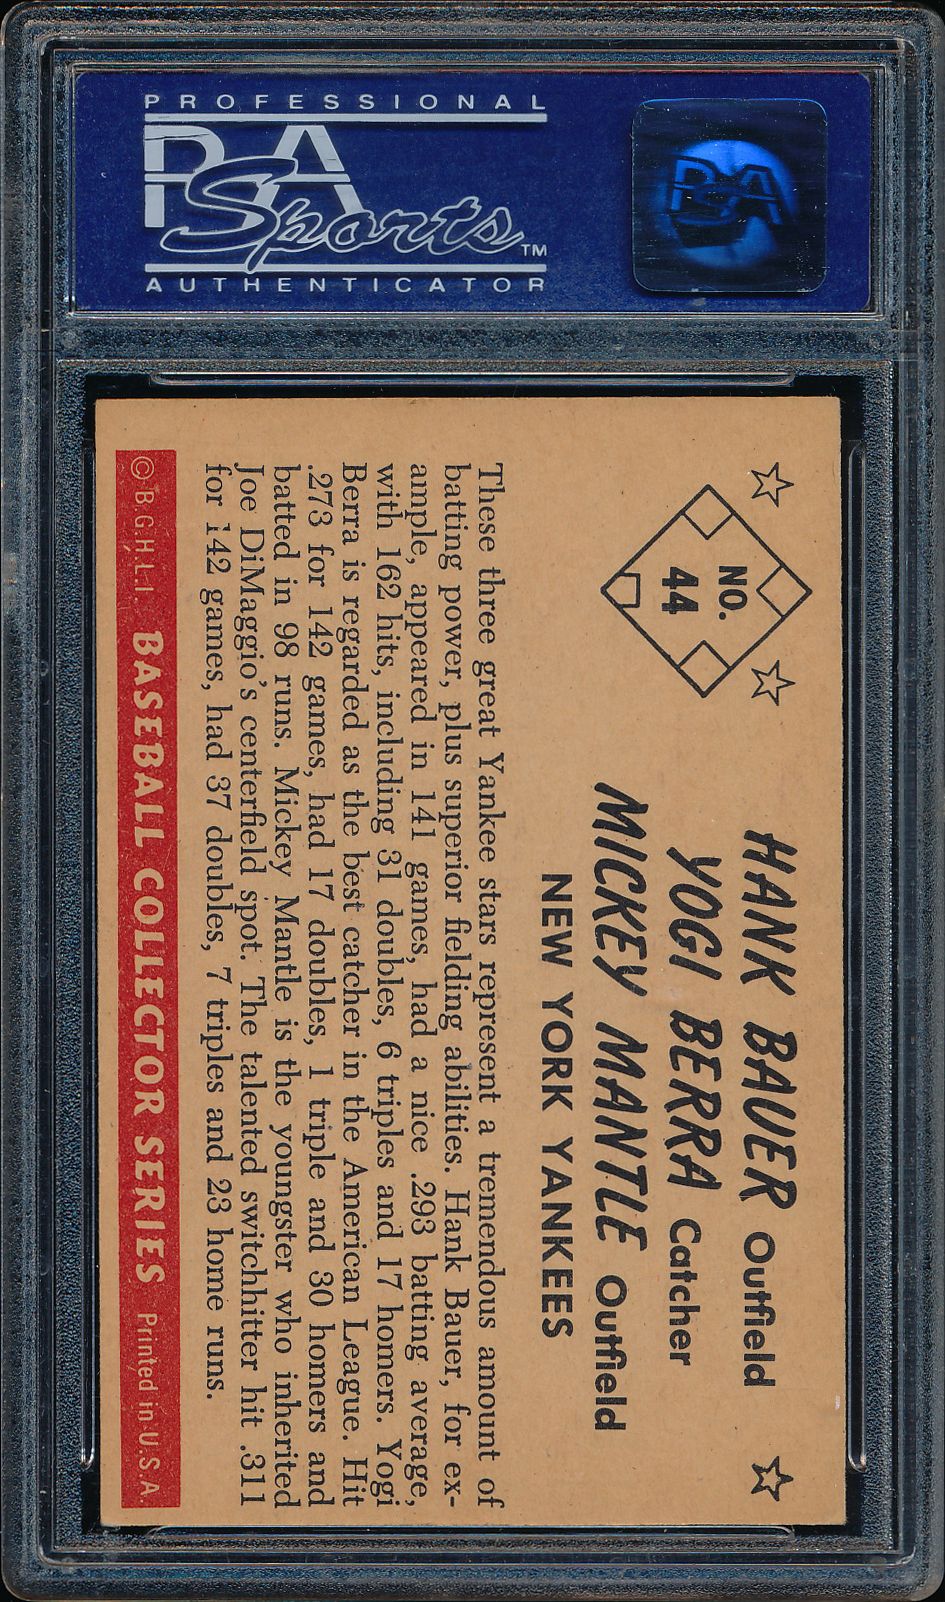 PROFESSIONAL
PSA
Sports™
AUTHENTICATOR
PSA
NO.
44
HANK BAUER Outfield
YOGI BERRA Catcher
MICKEY MANTLE Outfield
NEW YORK YANKEES
These three great Yankee stars represent a tremendous amount of
batting power, plus superior fielding abilities. Hank Bauer, for ex-
ample, appeared in 141 games, had a nice .293 batting average,
with 162 hits, including 31 doubles, 6 triples and 17 homers. Yogi
Berra is regarded as the best catcher in the American League. Hit
.273 for 142 games, had 17 doubles, 1 triple and 30 homers and
batted in 98 runs. Mickey Mantle is the youngster who inherited
Joe DiMaggio's centerfield spot. The talented switchhitter hit .311
for 142 games, had 37 doubles, 7 triples and 23 home runs.
© B.G.H.L.I. BASEBALL COLLECTOR SERIES Printed in U.S.A.